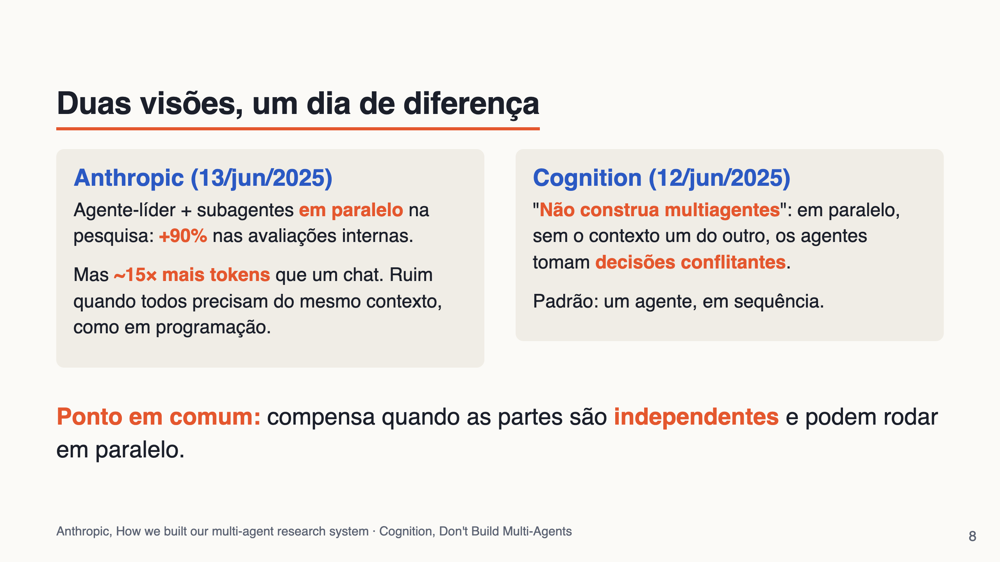 Duas visões, um dia de diferença
Anthropic (13/jun/2025)
Agente-líder + subagentes em paralelo na
pesquisa: +90% nas avaliações internas.
Mas ~15× mais tokens que um chat. Ruim
quando todos precisam do mesmo contexto,
como em programação.
Cognition (12/jun/2025)
"Não construa multiagentes": em paralelo,
sem o contexto um do outro, os agentes
tomam decisões conflitantes.
Padrão: um agente, em sequência.
Ponto em comum: compensa quando as partes são independentes e podem rodar
em paralelo.
Anthropic, How we built our multi-agent research system · Cognition, Don't Build Multi-Agents
8